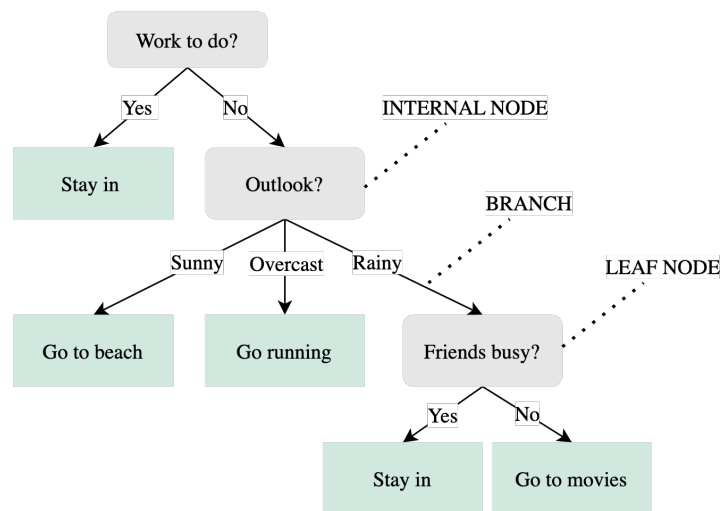 Work to do?
Yes
No
INTERNAL NODE
Stay in
Outlook?
BRANCH
Sunny
Overcast
Rainy
LEAF NODE
Go to beach
Go running
Friends busy?
Yes
No
Stay in
Go to movies